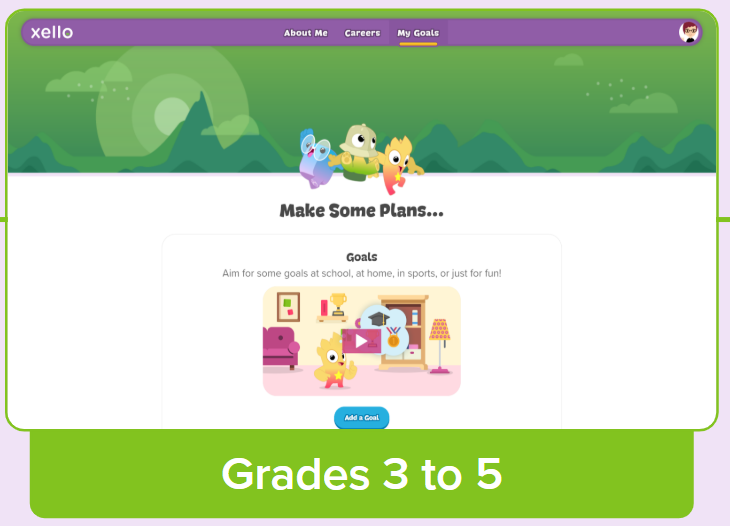 xello
About Me Careers My Goals
Make Some Plans...
Goals
Aim for some goals at school, at home, in sports, or just for fun!
Add a Goal
Grades 3 to 5